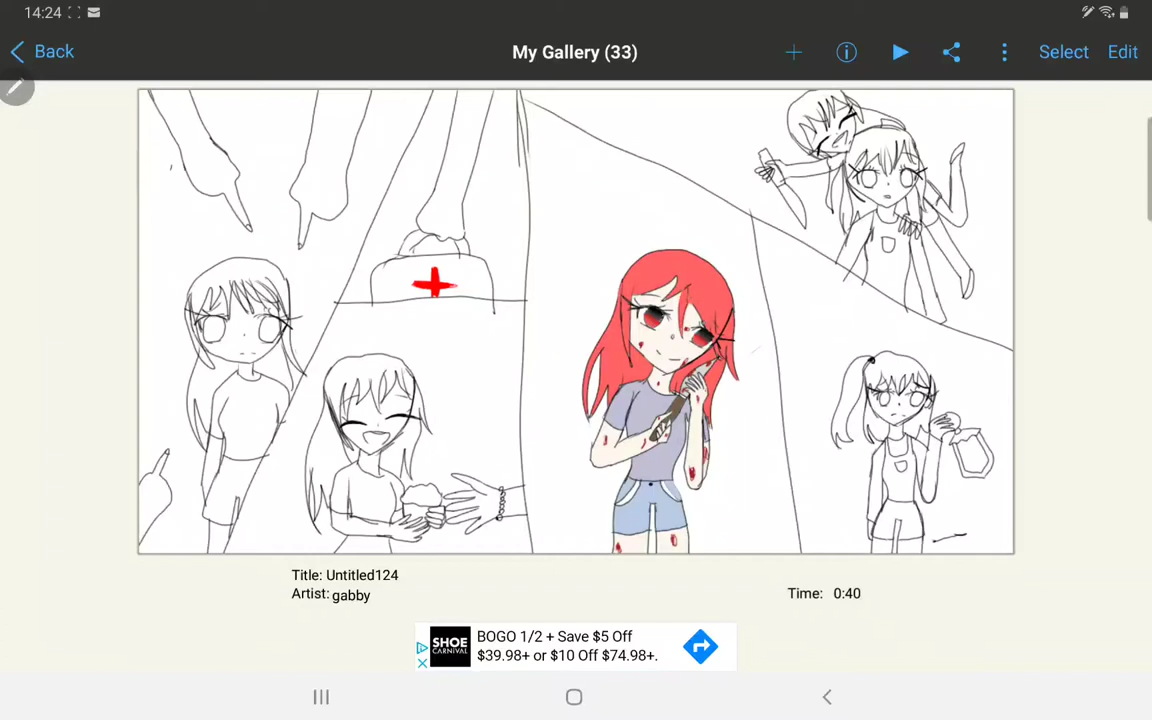 14:24
Back
My Gallery (33)
Select
Edit
Title: Untitled124
Artist: gabby
Time: 0:40
SHOE
CARNIVAL
BOGO 1/2 + Save $5 Off
$39.98+ or $10 Off $74.98+.